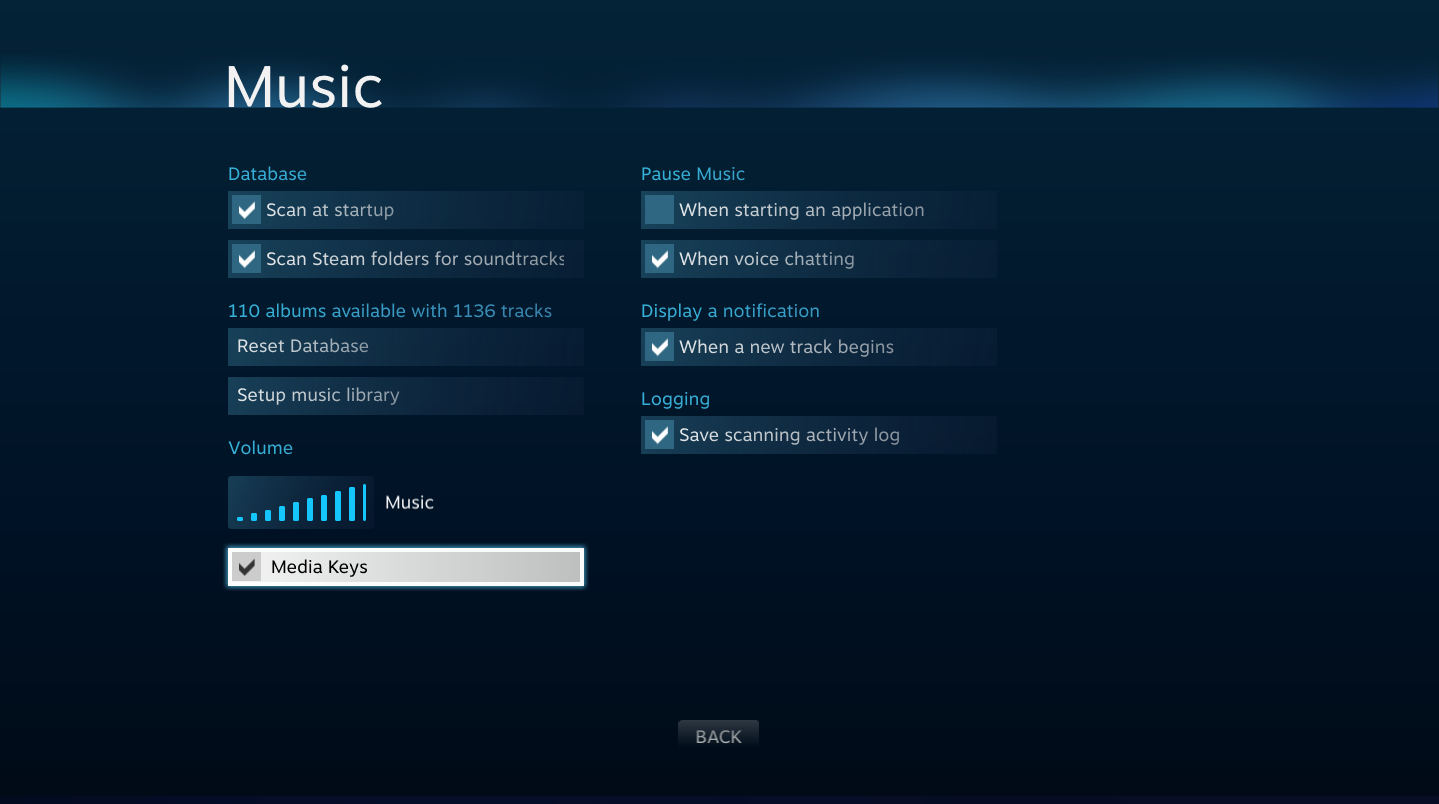 Music
Database
Scan at startup
Scan Steam folders for soundtracks
110 albums available with 1136 tracks
Reset Database
Setup music library
Volume
Music
Media Keys
Pause Music
When starting an application
When voice chatting
Display a notification
When a new track begins
Logging
Save scanning activity log
BACK